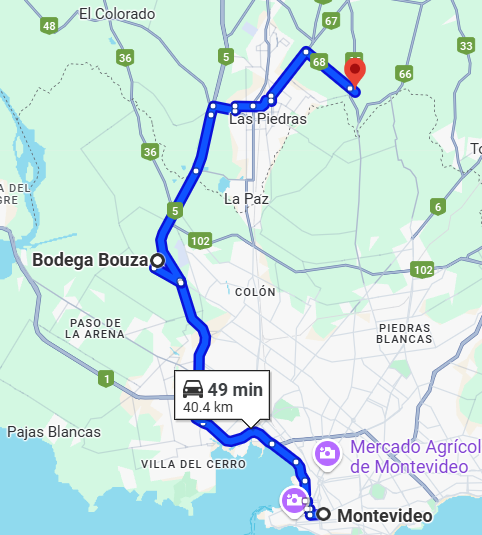 El Colorado
48
36
5
67
33
68
66
Las Piedras
36
La Paz
5
6
102
Bodega Bouza
102
COLÓN
PASO DE
LA ARENA
PIEDRAS
BLANCAS
1
49 min
40.4 km
Pajas Blancas
Mercado Agrícol
de Montevideo
VILLA DEL CERRO
Montevideo
A DEL
GRE
To